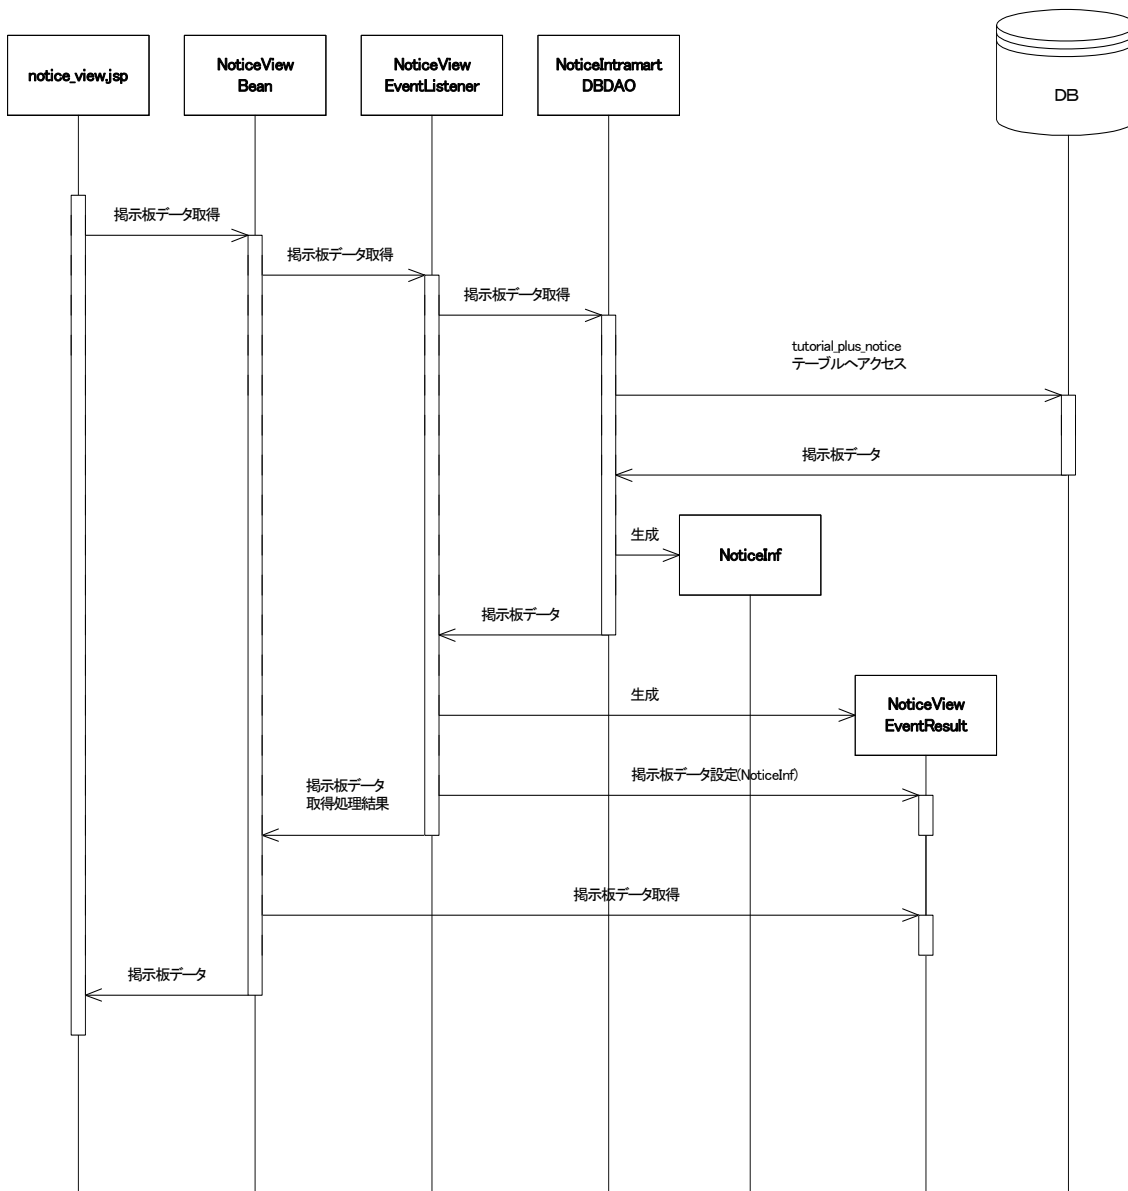 notice_view.jsp
NoticeView
Bean
NoticeView
EventListener
NoticeIntramart
DBDAO
DB
掲示板データ取得
掲示板データ取得
掲示板データ取得
tutorial_plus_notice
テーブルへアクセス
掲示板データ
生成
NoticeInf
掲示板データ
生成
NoticeView
EventResult
掲示板データ設定(NoticeInf)
掲示板データ
取得処理結果
掲示板データ取得
掲示板データ